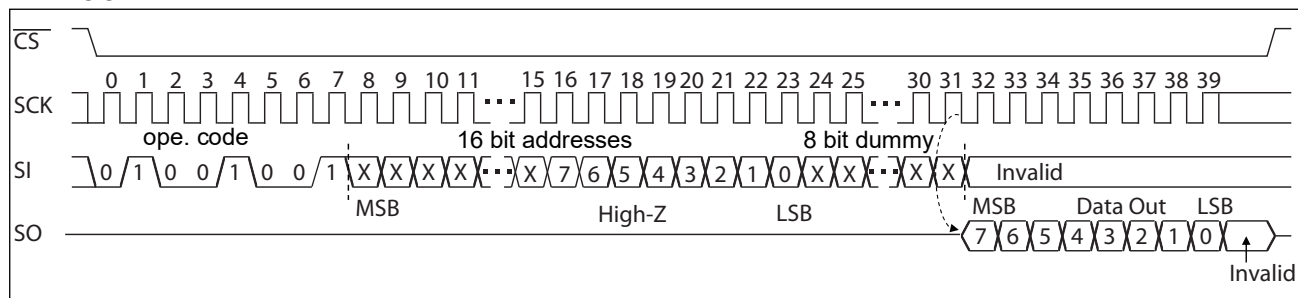 CS
0 1 2 3 4 5 6 7 8 9 10 11 15 16 17 18 19 20 21 22 23 24 25 30 31 32 33 34 35 36 37 38 39
SCK
ope. code 16 bit addresses 8 bit dummy
SI 0 1 0 0 1 0 0 1 X X X X X 7 6 5 4 3 2 1 0 X X X X Invalid
MSB High-Z LSB MSB Data Out LSB
SO 7 6 5 4 3 2 1 0
Invalid